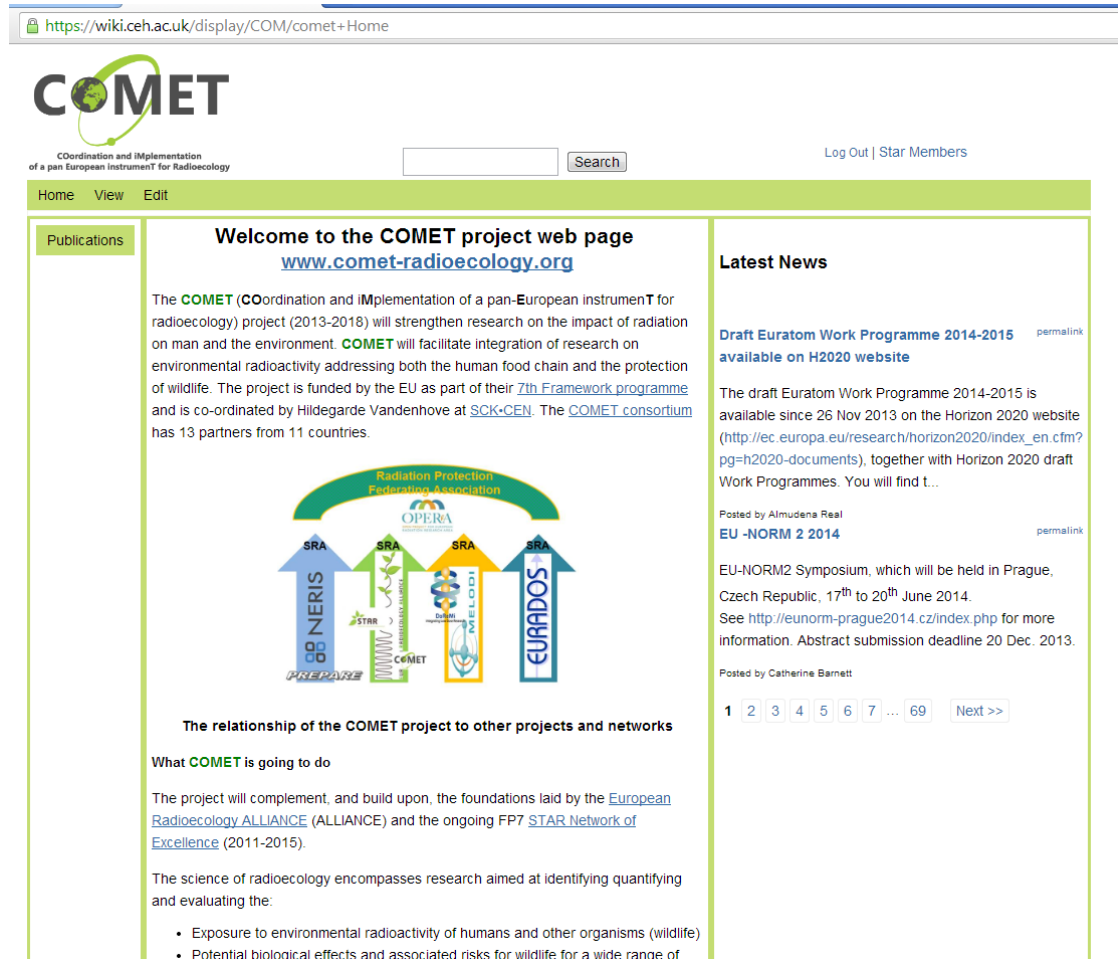 https://wiki.ceh.ac.uk/display/COM/comet+Home
COMET
COordination and iMplementation
of a pan European instrumenT for Radioecology
Search
Log Out | Star Members
Home View Edit
Publications
Welcome to the COMET project web page
www.comet-radioecology.org
The COMET (COordination and iMplementation of a pan-European instrumenT for
radioecology) project (2013-2018) will strengthen research on the impact of radiation
on man and the environment. COMET will facilitate integration of research on
environmental radioactivity addressing both the human food chain and the protection
of wildlife. The project is funded by the EU as part of their 7th Framework programme
and is co-ordinated by Hildegarde Vandenhove at SCK•CEN. The COMET consortium
has 13 partners from 11 countries.
Radiation Protection
Federating Association
OPERA
SRA SRA SRA SRA
NERIS
PREPARE
STAR
RADIOECOLOGY ALLIANCE
COMET
DoReMi
MELODI
EURADOS
The relationship of the COMET project to other projects and networks
What COMET is going to do
The project will complement, and build upon, the foundations laid by the European
Radioecology ALLIANCE (ALLIANCE) and the ongoing FP7 STAR Network of
Excellence (2011-2015).
The science of radioecology encompasses research aimed at identifying quantifying
and evaluating the:
• Exposure to environmental radioactivity of humans and other organisms (wildlife)
• Potential biological effects and associated risks for wildlife for a wide range of
Latest News
Draft Euratom Work Programme 2014-2015 permalink
available on H2020 website
The draft Euratom Work Programme 2014-2015 is
available since 26 Nov 2013 on the Horizon 2020 website
(http://ec.europa.eu/research/horizon2020/index_en.cfm?
pg=h2020-documents), together with Horizon 2020 draft
Work Programmes. You will find t...
Posted by Almudena Real
EU -NORM 2 2014 permalink
EU-NORM2 Symposium, which will be held in Prague,
Czech Republic, 17th to 20th June 2014.
See http://eunorm-prague2014.cz/index.php for more
information. Abstract submission deadline 20 Dec. 2013.
Posted by Catherine Barnett
1 2 3 4 5 6 7 ... 69 Next >>